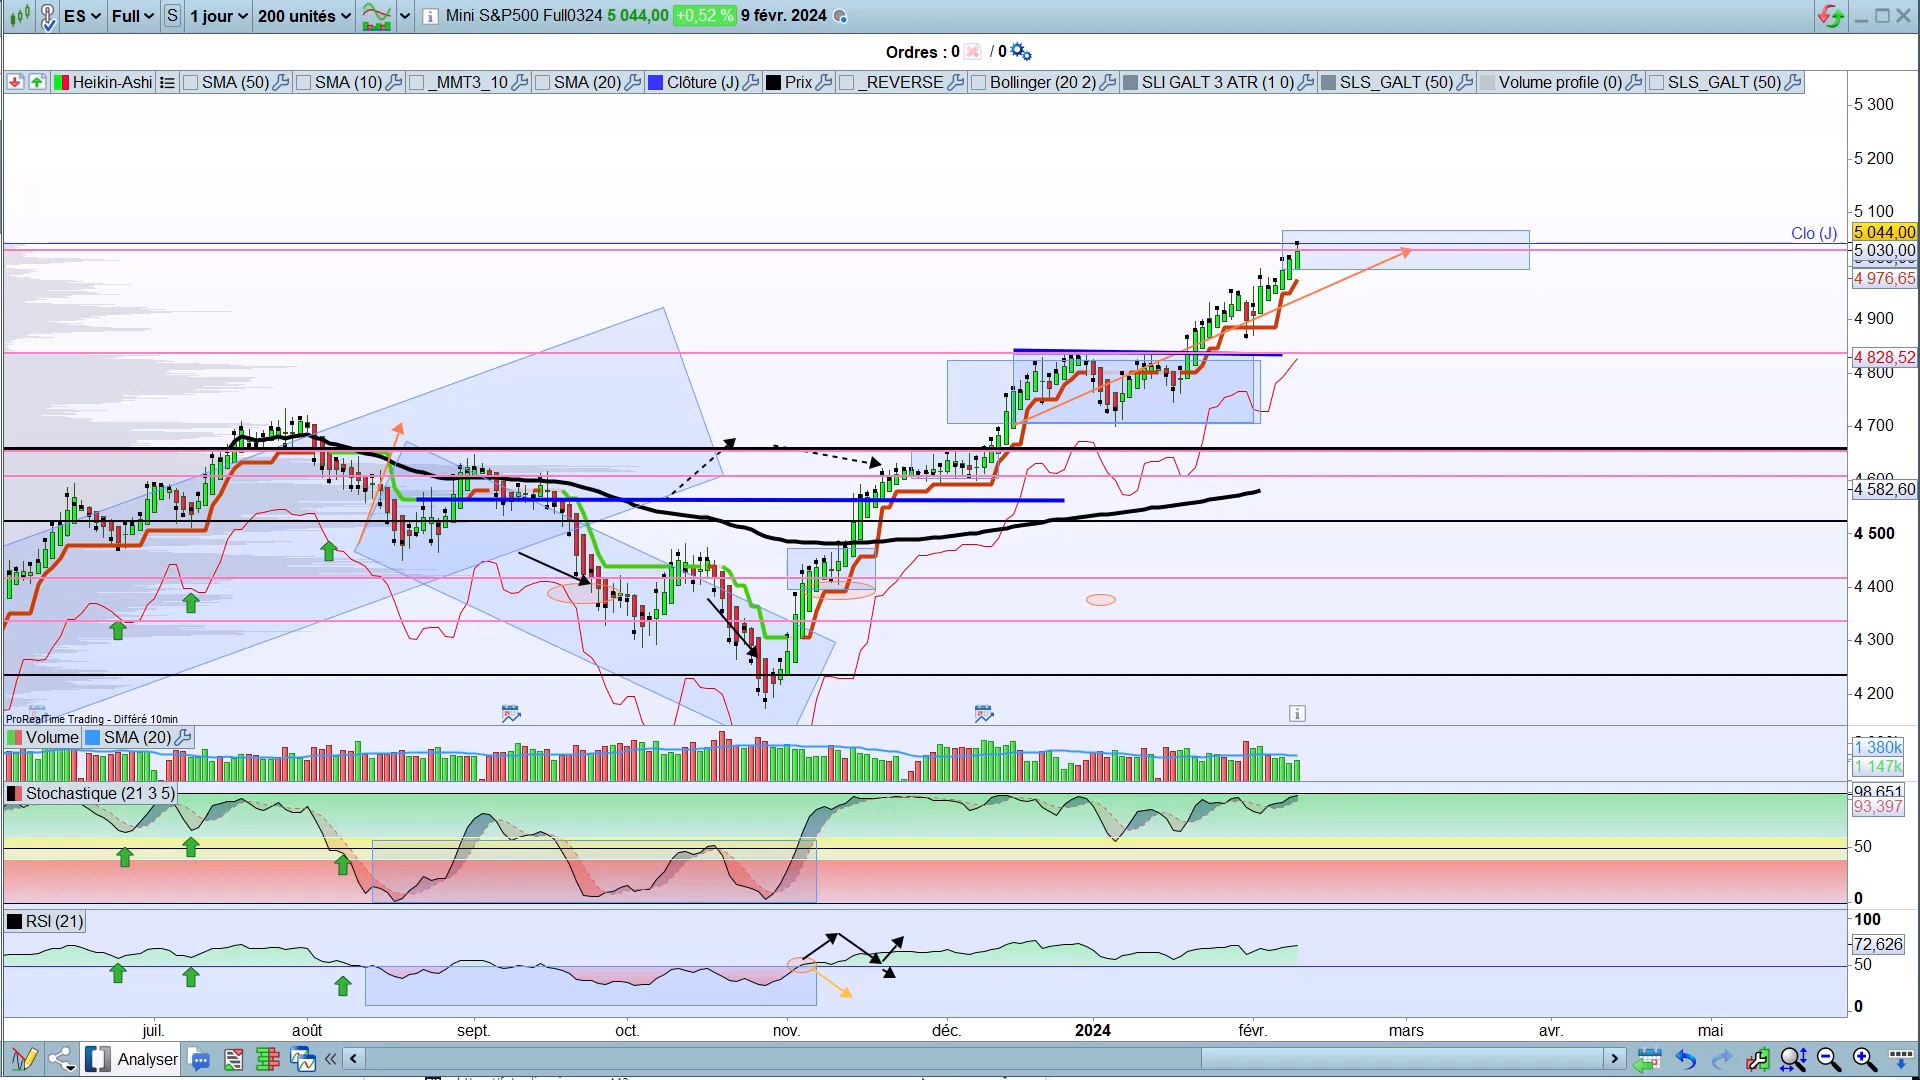 ES Full S 1 jour 200 unités Mini S&P500 Full0324 5 044,00 +0,52 % 9 févr. 2024
Ordres : 0 / 0
Heikin-Ashi SMA (50) SMA (10) _MMT3_10 SMA (20) Clôture (J) Prix _REVERSE Bollinger (20 2) SLI GALT 3 ATR (1 0) SLS_GALT (50) Volume profile (0) SLS_GALT (50)
5 300
5 200
5 100
Clo (J) 5 044,00
5 030,00
4 976,65
4 900
4 828,52
4 800
4 700
4 582,60
4 500
4 400
4 300
4 200
ProRealTime Trading - Différé 10min
Volume SMA (20)
1 380k
1 147k
Stochastique (21 3 5)
98,651
93,397
50
0
RSI (21)
100
72,626
50
0
juil. août sept. oct. nov. déc. 2024 févr. mars avr. mai
Analyser